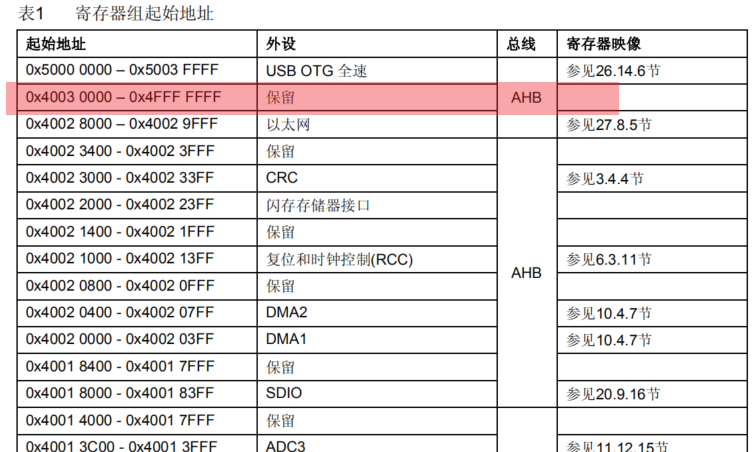 表1 寄存器组起始地址
起始地址 外设 总线 寄存器映像
0x5000 0000 – 0x5003 FFFF USB OTG 全速 参见26.14.6节
0x4003 0000 – 0x4FFF FFFF 保留 AHB
0x4002 8000 – 0x4002 9FFF 以太网 参见27.8.5节
0x4002 3400 - 0x4002 3FFF 保留
0x4002 3000 - 0x4002 33FF CRC 参见3.4.4节
0x4002 2000 - 0x4002 23FF 闪存存储器接口
0x4002 1400 - 0x4002 1FFF 保留
0x4002 1000 - 0x4002 13FF 复位和时钟控制(RCC) 参见6.3.11节
AHB
0x4002 0800 - 0x4002 0FFF 保留
0x4002 0400 - 0x4002 07FF DMA2 参见10.4.7节
0x4002 0000 - 0x4002 03FF DMA1 参见10.4.7节
0x4001 8400 - 0x4001 7FFF 保留
0x4001 8000 - 0x4001 83FF SDIO 参见20.9.16节
0x4001 4000 - 0x4001 7FFF 保留
0x4001 3C00 - 0x4001 3FFF ADC3 参见11.12.15节